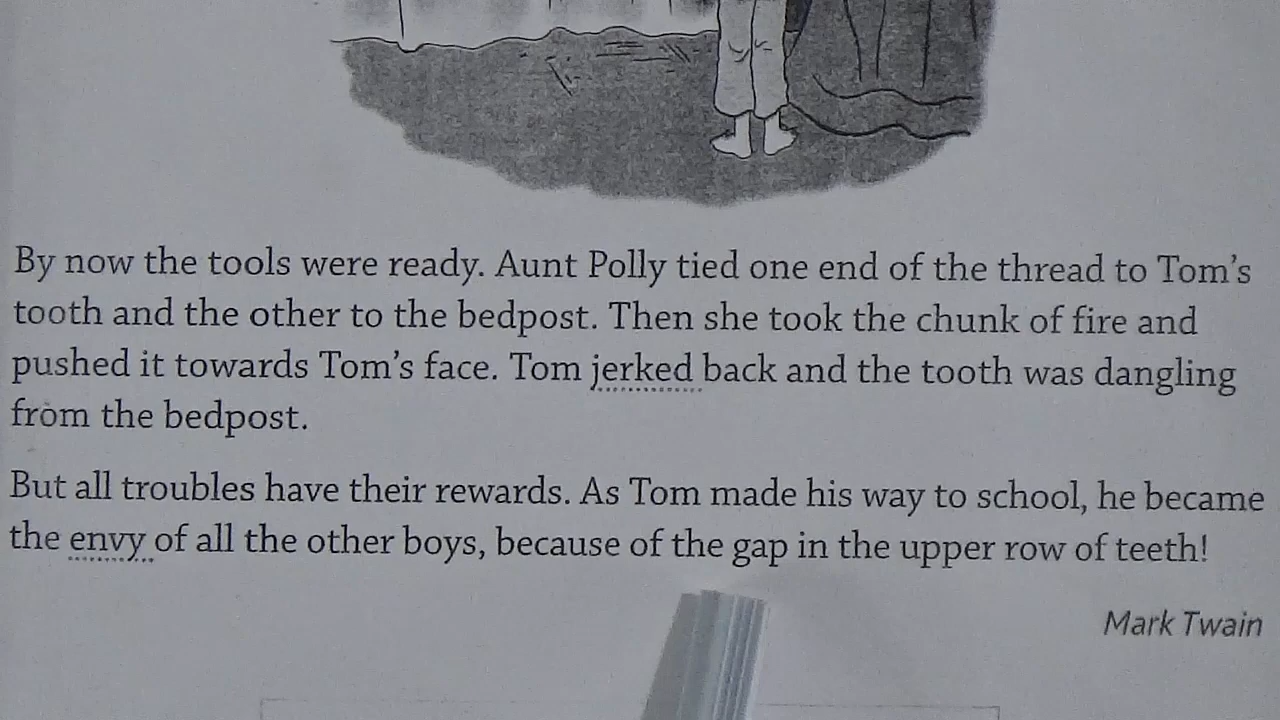 By now the tools were ready. Aunt Polly tied one end of the thread to Tom's
tooth and the other to the bedpost. Then she took the chunk of fire and
pushed it towards Tom's face. Tom jerked back and the tooth was dangling
from the bedpost.
But all troubles have their rewards. As Tom made his way to school, he became
the envy of all the other boys, because of the gap in the upper row of teeth!
Mark Twain